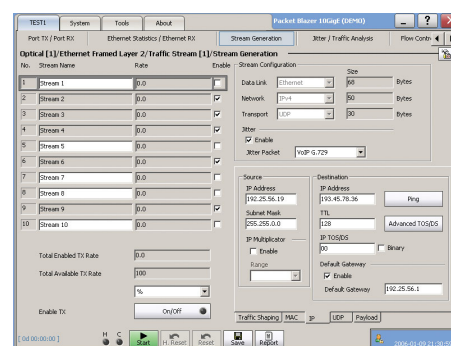 TEST1 System Tools About Packet Blazer 10GigE (DEMO) _ ? X
Port TX / Port RX Ethernet Statistics / Ethernet RX Stream Generation Jitter / Traffic Analysis Flow Contr
Optical [1]/Ethernet Framed Layer 2/Traffic Stream [1]/Stream Generation
No. Stream Name Rate Enable
1 Stream 1 0.0
2 Stream 2 0.0
3 Stream 3 0.0
4 Stream 4 0.0
5 Stream 5 0.0
6 Stream 6 0.0
7 Stream 7 0.0
8 Stream 8 0.0
9 Stream 9 0.0
10 Stream 10 0.0
Total Enabled TX Rate 0.0
Total Available TX Rate 100
%
Enable TX On/Off
Stream Configuration
Size
Data Link Ethernet 68 Bytes
Network IPv4 50 Bytes
Transport UDP 30 Bytes
Jitter
Enable
Jitter Packet VoIP G.729
Source
IP Address
192.25.56.19
Subnet Mask
255.255.0.0
IP Multiplicator
Enable
Range
Destination
IP Address
193.45.78.36 Ping
TTL
128 Advanced TOS/DS
IP TOS/DS
00 Binary
Default Gateway
Enable
Default Gateway 192.25.56.1
Traffic Shaping MAC IP UDP Payload
[ 0d 00:00:00 ] H C Start H. Reset Reset Save Report 2006-01-09 21:30:59